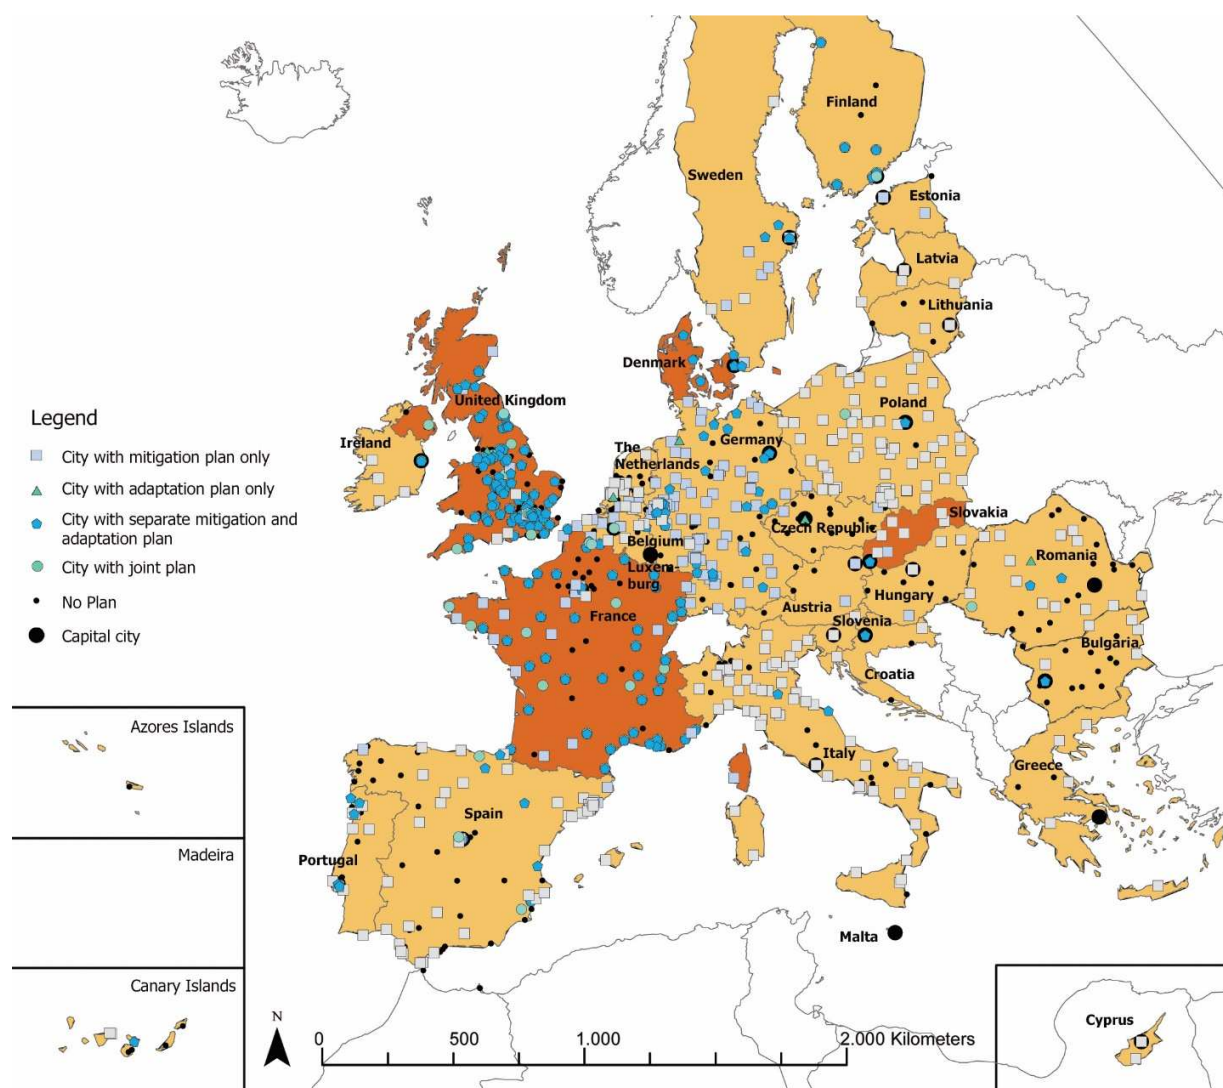 Finland
Sweden
Estonia
Latvia
Lithuania
Denmark
United Kingdom
Poland
Ireland
The
Netherlands
Germany
Legend
City with mitigation plan only
City with adaptation plan only
City with separate mitigation and
adaptation plan
City with joint plan
No Plan
Capital city
Slovakia
Czech Republic
Belgium
Luxem-
burg
Romania
Hungary
Austria
France
Slovenia
Bulgaria
Croatia
Azores Islands
Italy
Greece
Spain
Madeira
Portugal
Malta
Canary Islands
N
0
500
1.000
2.000 Kilometers
Cyprus